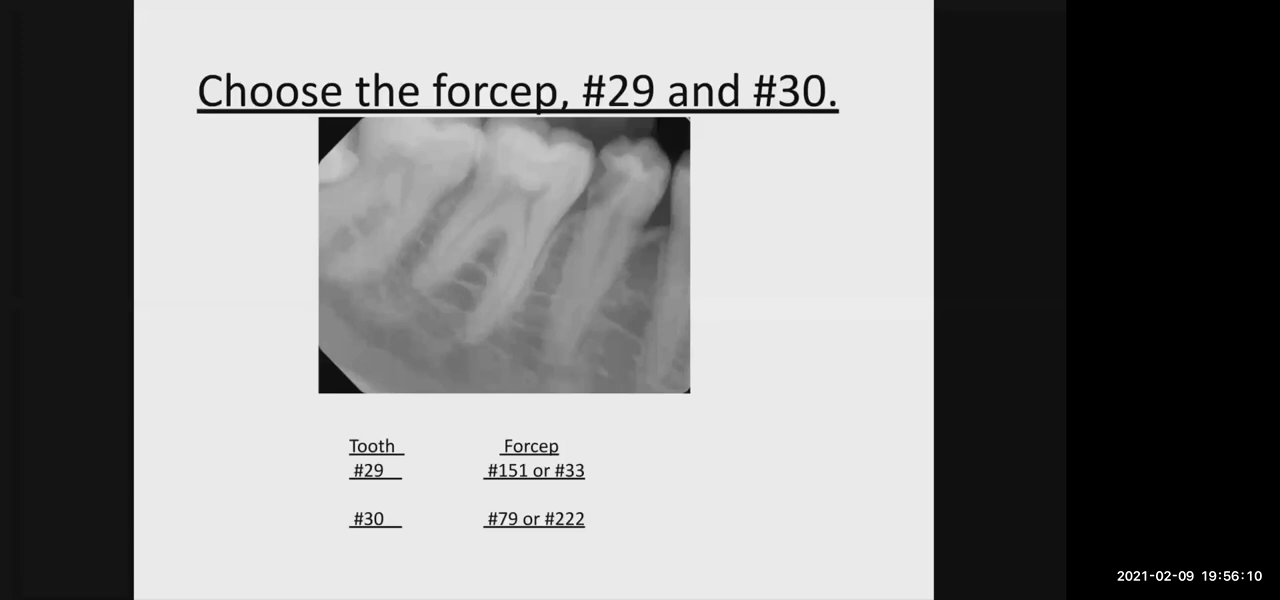 Choose the forcep, #29 and #30.
Tooth Forcep
#29 #151 or #33
#30 #79 or #222
2021-02-09 19:56:10